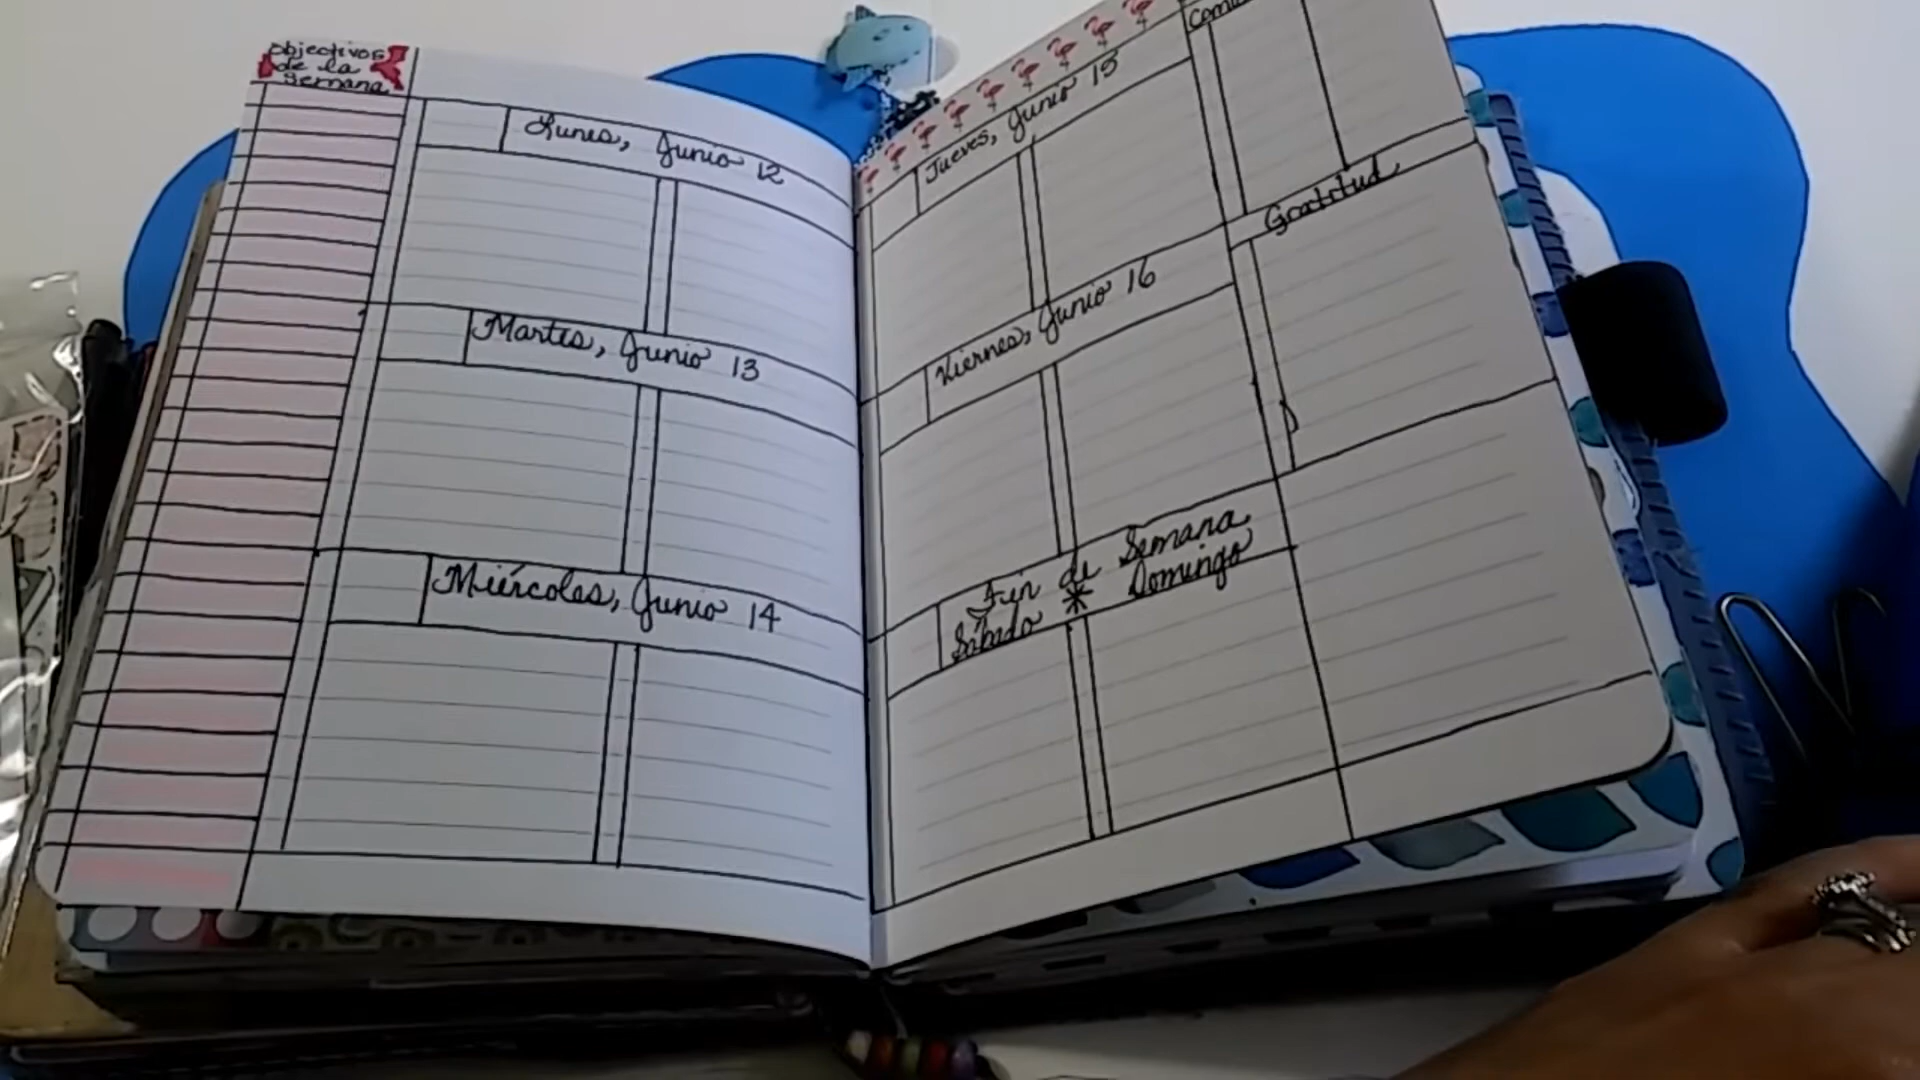 objectivos
de la
semana
Lunes, Junio 12
Martes, Junio 13
Miércoles, Junio 14
Jueves, Junio 15
Viernes, Junio 16
Fin de Semana
Sábado * Domingo
Gratitud